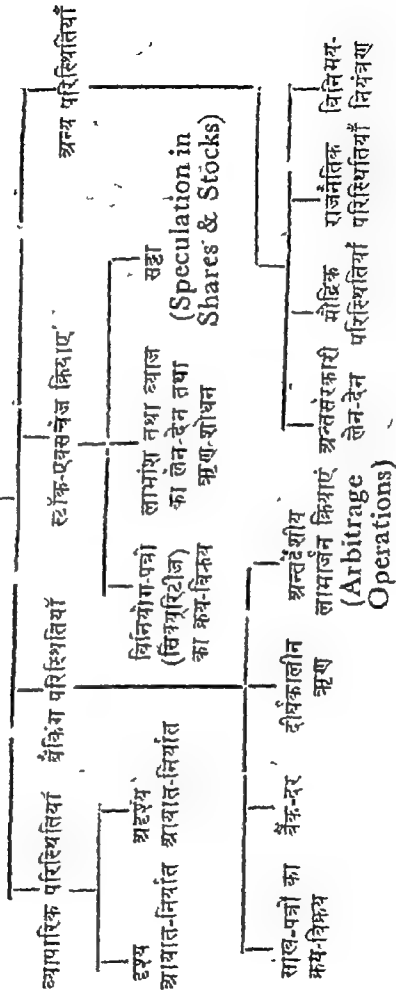 व्यापारिक परिस्थितियाँ
बैंकिंग परिस्थितियाँ
स्टॉक-एक्सचेंज क्रियाएं
अन्य परिस्थितियाँ
दृश्य
आयात-निर्यात
अदृश्य
आयात-निर्यात
विनियोग-पत्रों
(सिक्यूरिटीज)
का क्रय-विक्रय
लाभांश तथा ब्याज
का लेन-देन तथा
ऋण-शोधन
सट्टा
(Speculation in
Shares & Stocks)
साख-पत्रों का
क्रय-विक्रय
बैंक-दर
दीर्घकालीन
ऋण
अन्तर्देशीय
लाभार्जन क्रियाएं
(Arbitrage
Operations)
अन्तर्सरकारी
लेन-देन
मौद्रिक
परिस्थितियाँ
राजनैतिक
परिस्थितियाँ
विनिमय-
नियंत्रण